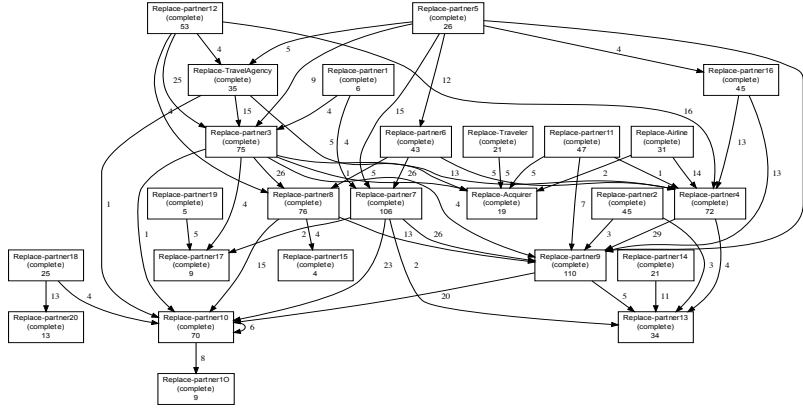 Replace-partner12
(complete)
53
Replace-partner5
(complete)
26
4
5
4
25
9
12
Replace-TravelAgency
(complete)
35
Replace-partner1
(complete)
6
Replace-partner16
(complete)
45
15
4
4
15
16
Replace-partner3
(complete)
75
Replace-partner6
(complete)
43
Replace-Traveler
(complete)
21
Replace-partner11
(complete)
47
Replace-Airline
(complete)
31
5
13
13
26
1
5
26
13
5
5
2
1
14
Replace-partner19
(complete)
5
Replace-partner8
(complete)
76
Replace-partner7
(complete)
106
Replace-Acquirer
(complete)
19
Replace-partner2
(complete)
45
Replace-partner4
(complete)
72
1
4
4
7
1
5
4
2
13
26
3
29
Replace-partner18
(complete)
25
Replace-partner17
(complete)
9
Replace-partner15
(complete)
4
Replace-partner9
(complete)
110
Replace-partner14
(complete)
21
15
23
2
3
4
13
4
20
5
11
Replace-partner20
(complete)
13
Replace-partner10
(complete)
70
6
Replace-partner13
(complete)
34
8
Replace-partner1O
(complete)
9